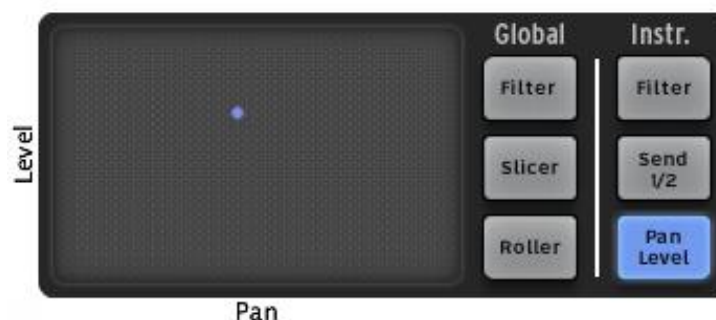 Global
Instr.
Filter
Filter
Level
Slicer
Send
1/2
Roller
Pan
Level
Pan